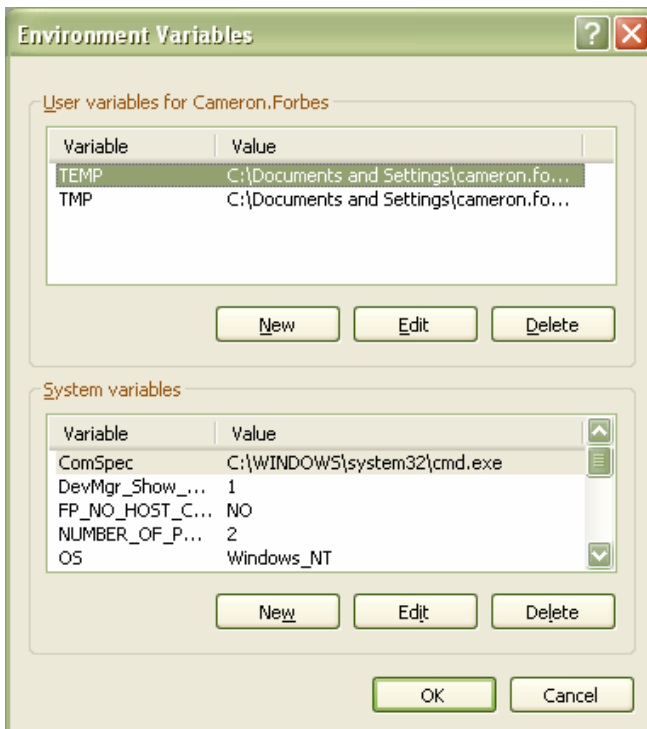 Environment Variables
User variables for Cameron.Forbes
Variable Value
TEMP C:\Documents and Settings\cameron.fo...
TMP C:\Documents and Settings\cameron.fo...
New Edit Delete
System variables
Variable Value
ComSpec C:\WINDOWS\system32\cmd.exe
DevMgr_Show_... 1
FP_NO_HOST_C... NO
NUMBER_OF_P... 2
OS Windows_NT
New Edit Delete
OK Cancel